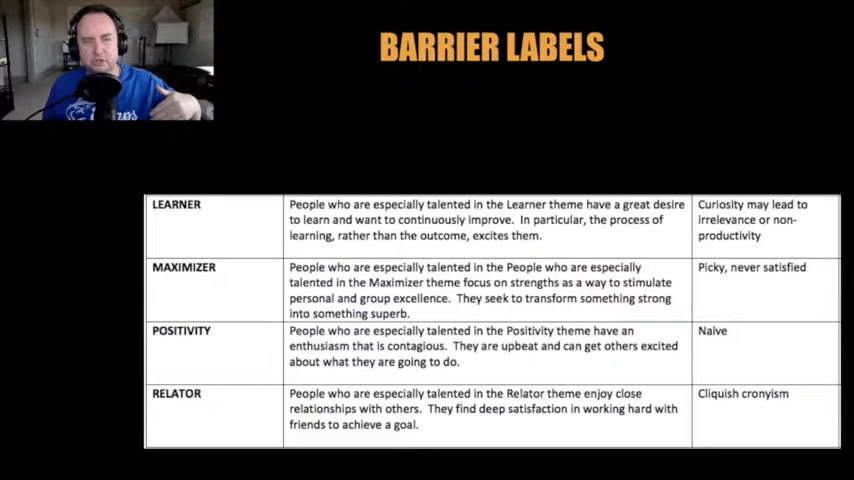 BARRIER LABELS
LEARNER
People who are especially talented in the Learner theme have a great desire
to learn and want to continuously improve. In particular, the process of
learning, rather than the outcome, excites them.
Curiosity may lead to
irrelevance or non-
productivity
MAXIMIZER
People who are especially talented in the People who are especially
talented in the Maximizer theme focus on strengths as a way to stimulate
personal and group excellence. They seek to transform something strong
into something superb.
Picky, never satisfied
POSITIVITY
People who are especially talented in the Positivity theme have an
enthusiasm that is contagious. They are upbeat and can get others excited
about what they are going to do.
Naive
RELATOR
People who are especially talented in the Relator theme enjoy close
relationships with others. They find deep satisfaction in working hard with
friends to achieve a goal.
Cliquish cronyism